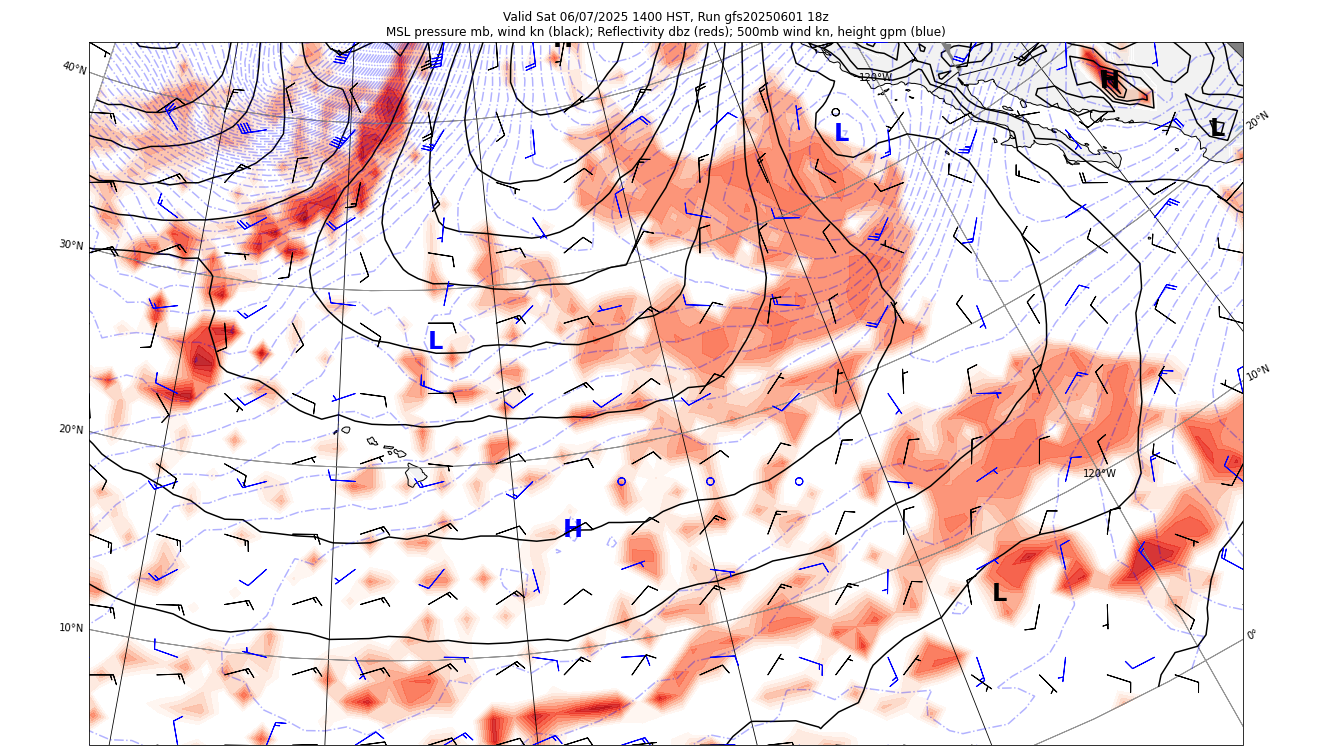 Valid Sat 06/07/2025 1400 HST, Run gfs20250601 18z
MSL pressure mb, wind kn (black); Reflectivity dbz (reds); 500mb wind kn, height gpm (blue)
40°N
120°W
H
L
L
20°N
30°N
L
10°N
20°N
120°W
H
L
10°N
0°